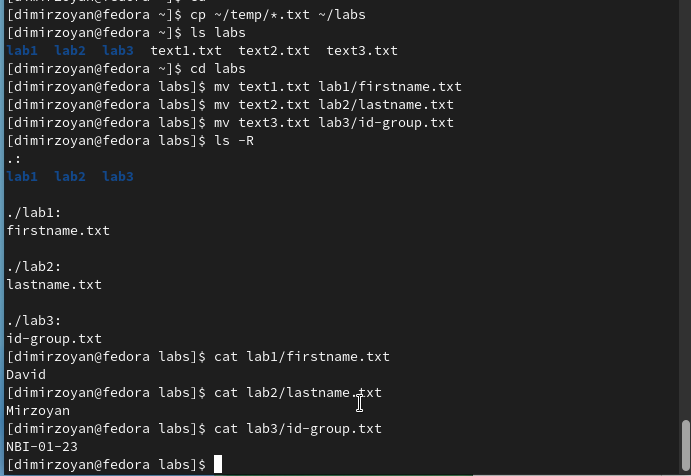 [dimirzoyan@fedora ~]$ cp ~/temp/*.txt ~/labs
[dimirzoyan@fedora ~]$ ls labs
lab1  lab2  lab3  text1.txt  text2.txt  text3.txt
[dimirzoyan@fedora ~]$ cd labs
[dimirzoyan@fedora labs]$ mv text1.txt lab1/firstname.txt
[dimirzoyan@fedora labs]$ mv text2.txt lab2/lastname.txt
[dimirzoyan@fedora labs]$ mv text3.txt lab3/id-group.txt
[dimirzoyan@fedora labs]$ ls -R
.:
lab1  lab2  lab3

./lab1:
firstname.txt

./lab2:
lastname.txt

./lab3:
id-group.txt
[dimirzoyan@fedora labs]$ cat lab1/firstname.txt
David
[dimirzoyan@fedora labs]$ cat lab2/lastname.txt
Mirzoyan
[dimirzoyan@fedora labs]$ cat lab3/id-group.txt
NBI-01-23
[dimirzoyan@fedora labs]$